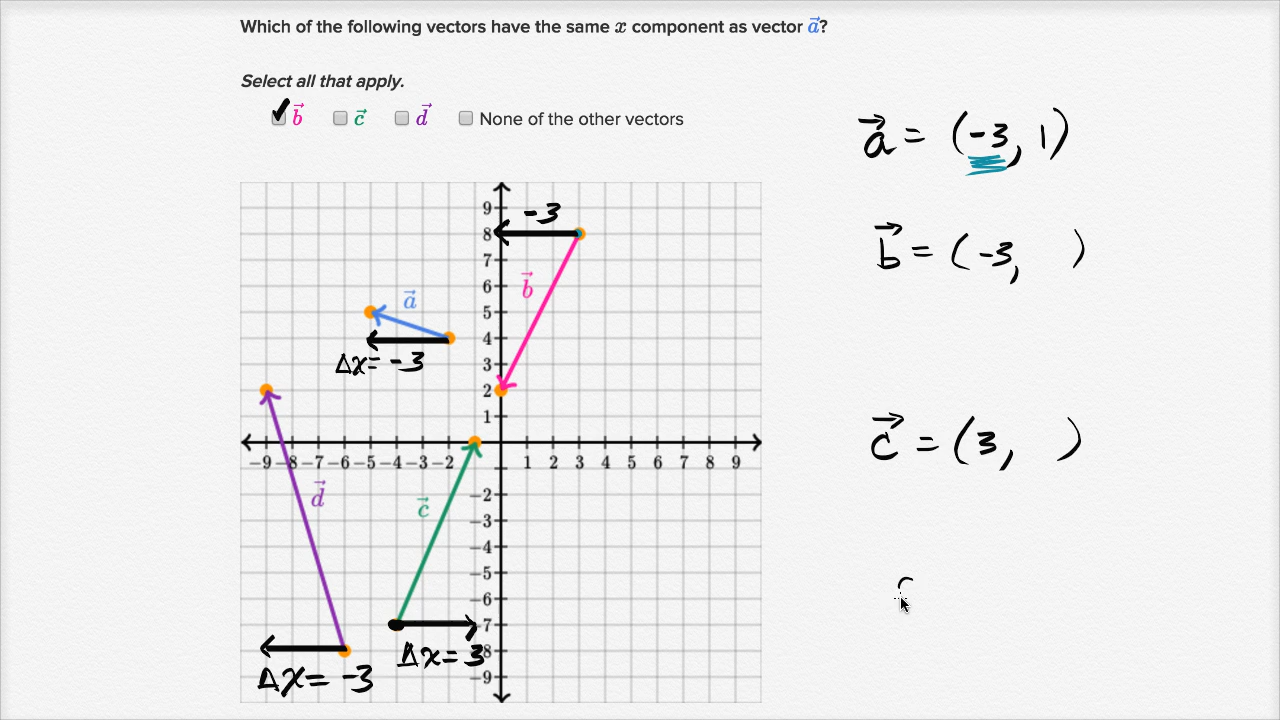 Which of the following vectors have the same x component as vector a⃗?
Select all that apply.
b⃗ c⃗ d⃗ None of the other vectors
a⃗ = (-3, 1)
b⃗ = (-3, )
c⃗ = (3, )
9
-3
8
7
b⃗
6
a⃗
5
4
Δx= -3
3
2
1
-9 -8 -7 -6 -5 -4 -3 -2 1 2 3 4 5 6 7 8 9
d⃗
-2
c⃗
-3
-4
-5
-6
-7
Δx= 3
-8
Δx= -3
-9